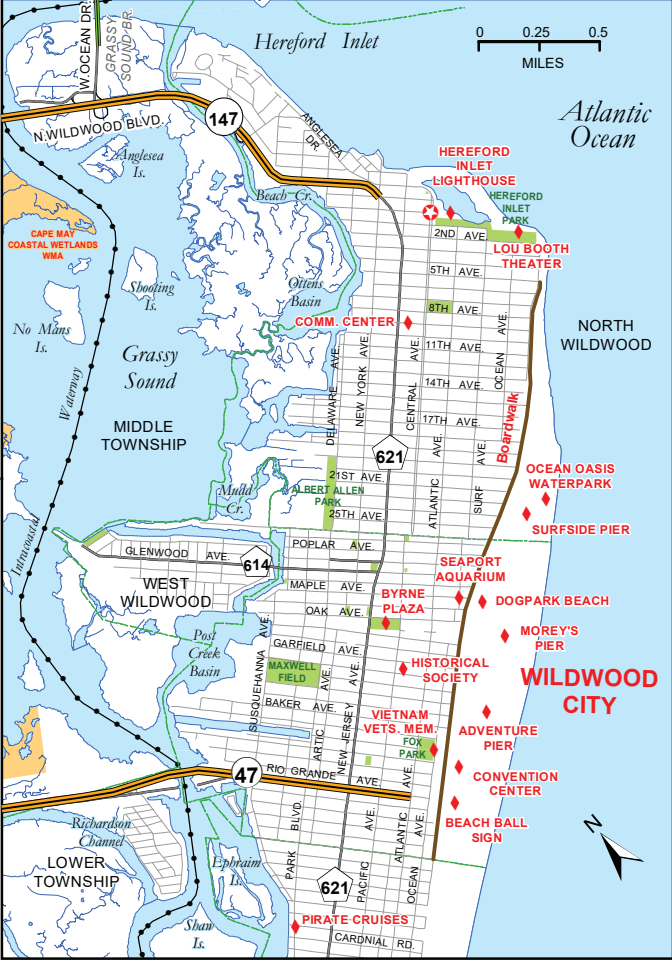 W. OCEAN DR.
GRASSY
SOUND BR.
Hereford Inlet
0
0.25
0.5
MILES
Atlantic
Ocean
N.WILDWOOD BLVD.
147
ANGLESEA
DR.
Anglesea
Is.
Beach Cr.
HEREFORD
INLET
LIGHTHOUSE
HEREFORD
INLET
PARK
CAPE MAY
COASTAL WETLANDS
WMA
2ND AVE.
LOU BOOTH
THEATER
5TH AVE.
Shooting
Is.
Ottens
Basin
8TH AVE.
COMM. CENTER
No Mans
Is.
Grassy
Sound
11TH AVE.
NORTH
WILDWOOD
DELAWARE AVE.
NEW YORK AVE.
CENTRAL AVE.
OCEAN AVE.
14TH AVE.
17TH AVE.
Intracoastal Waterway
MIDDLE
TOWNSHIP
ATLANTIC AVE.
SURF AVE.
Boardwalk
621
21ST AVE.
ALBERT ALLEN
PARK
25TH AVE.
Mudd
Cr.
OCEAN OASIS
WATERPARK
SURFSIDE PIER
GLENWOOD AVE.
614
POPLAR AVE.
SEAPORT
AQUARIUM
WEST
WILDWOOD
MAPLE AVE.
BYRNE
PLAZA
DOGPARK BEACH
OAK AVE.
MOREY'S
PIER
Post
Creek
Basin
SUSQUEHANNA AVE.
GARFIELD AVE.
MAXWELL
FIELD
HISTORICAL
SOCIETY
WILDWOOD
CITY
BAKER AVE.
ARTIC AVE.
NEW JERSEY AVE.
VIETNAM
VETS. MEM.
FOX
PARK
ADVENTURE
PIER
47
RIO GRANDE AVE.
CONVENTION
CENTER
BEACH BALL
SIGN
Richardson
Channel
LOWER
TOWNSHIP
Ephraim
Is.
PARK BLVD.
PACIFIC AVE.
ATLANTIC AVE.
OCEAN AVE.
N
621
Shaw
Is.
PIRATE CRUISES
CARDNIAL RD.